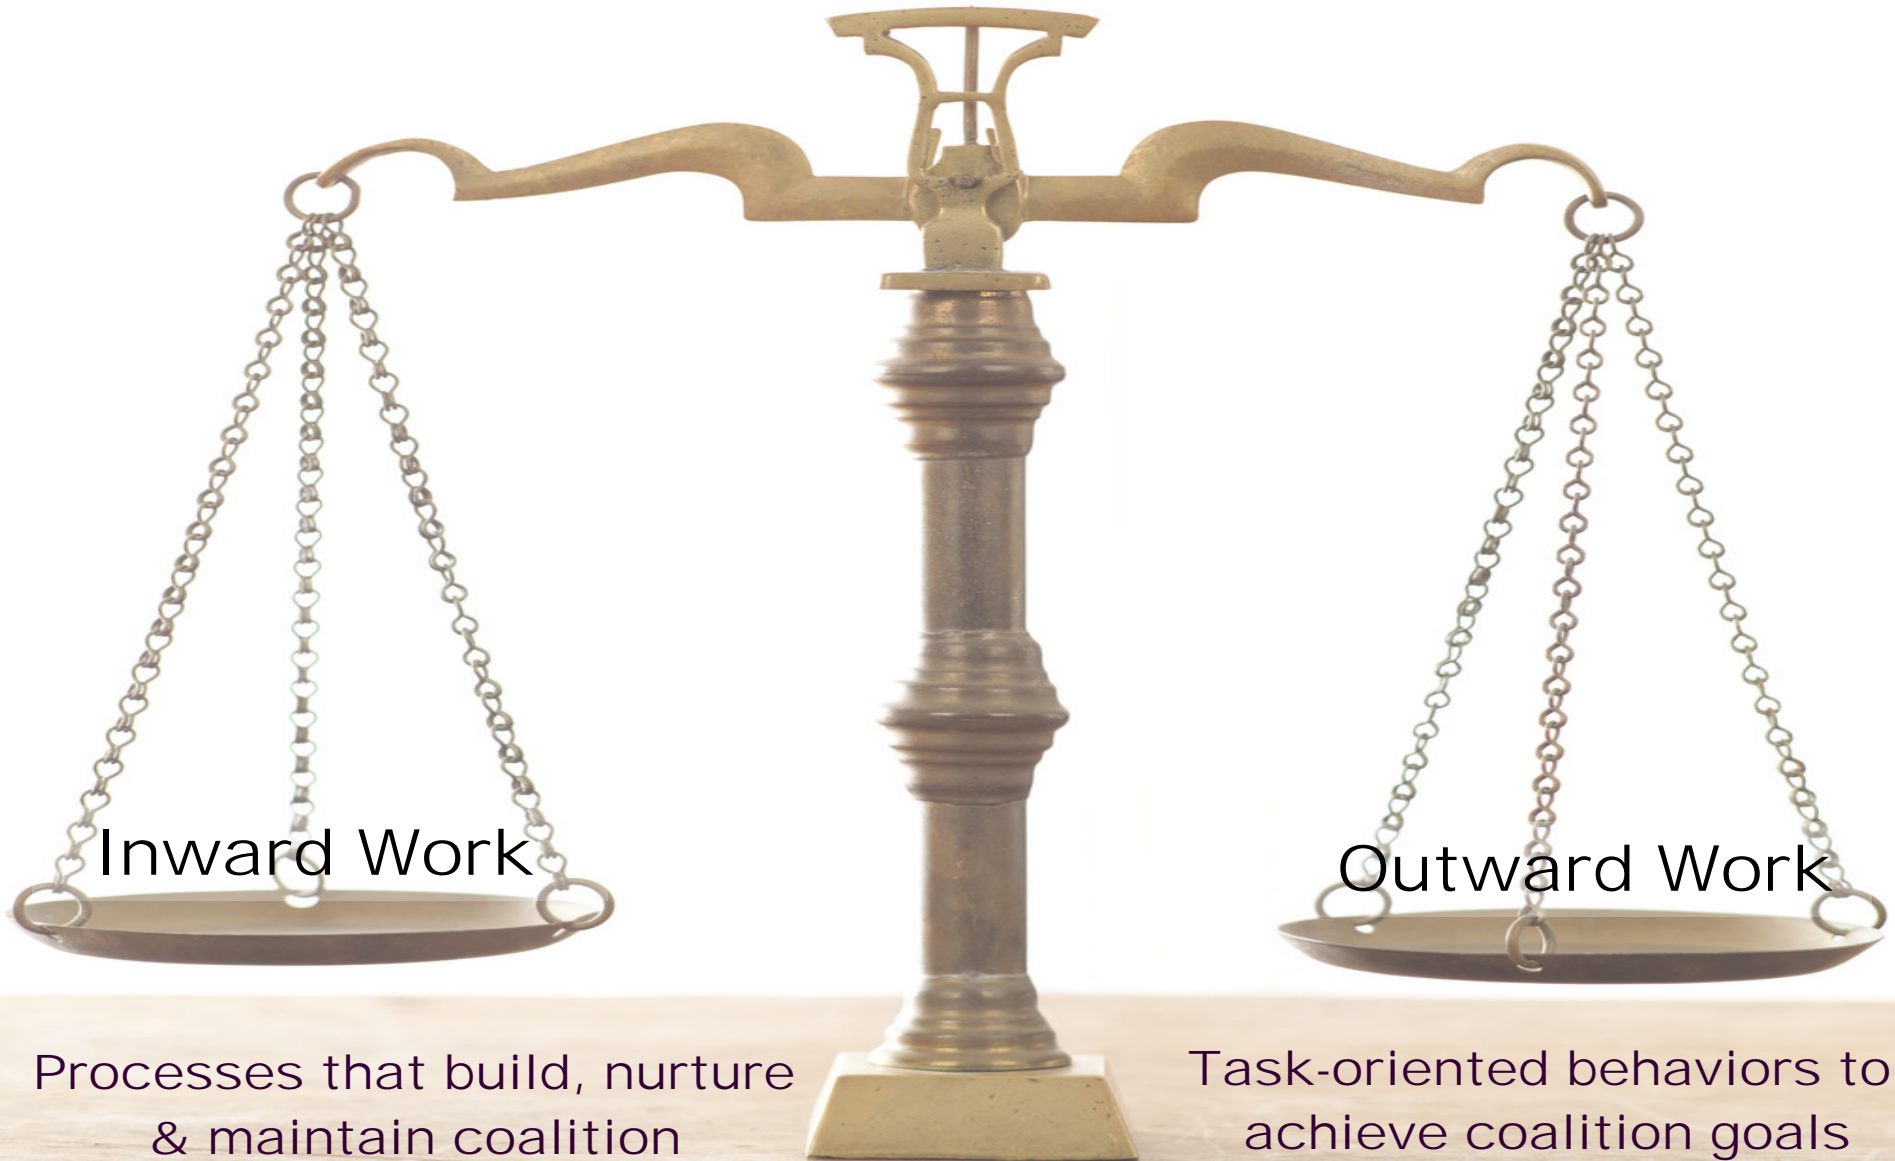 Inward Work
Outward Work
Processes that build, nurture
& maintain coalition
Task-oriented behaviors to
achieve coalition goals